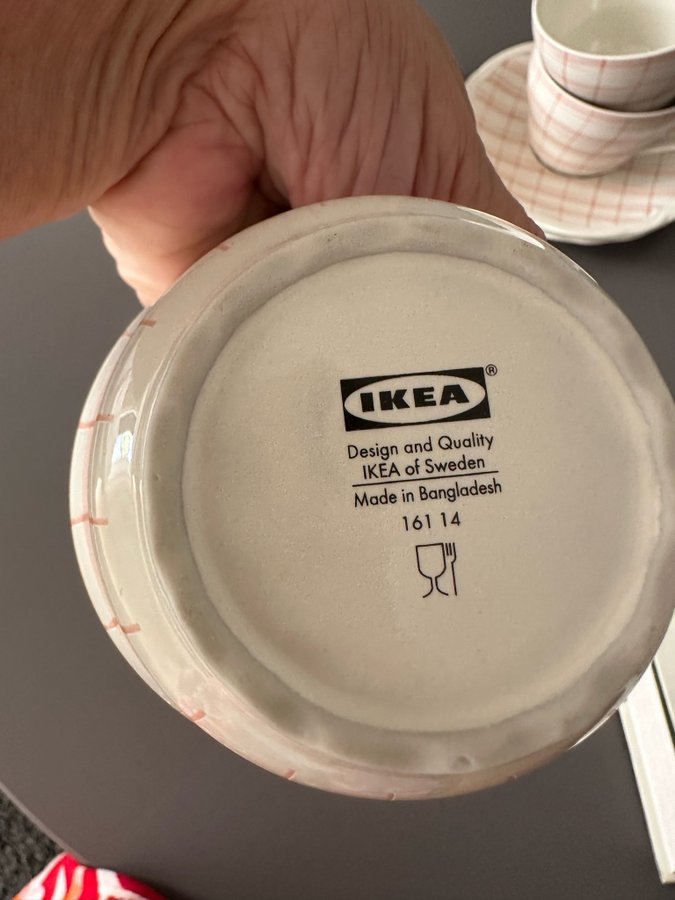 IKEA®
Design and Quality
IKEA of Sweden
Made in Bangladesh
161 14